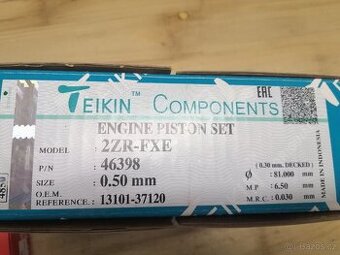 TEIKIN™ COMPONENTS
EAC
ENGINE PISTON SET
MODEL : 2ZR-FXE
P/N : 46398
SIZE : 0.50 mm
O.E.M.
REFERENCE. : 13101-37120
(0.30 mm. DECKED)
ϕ : 81.000 mm
M.P : 6.50 mm
M.R.C. : 0.030 mm
MADE IN INDONESIA